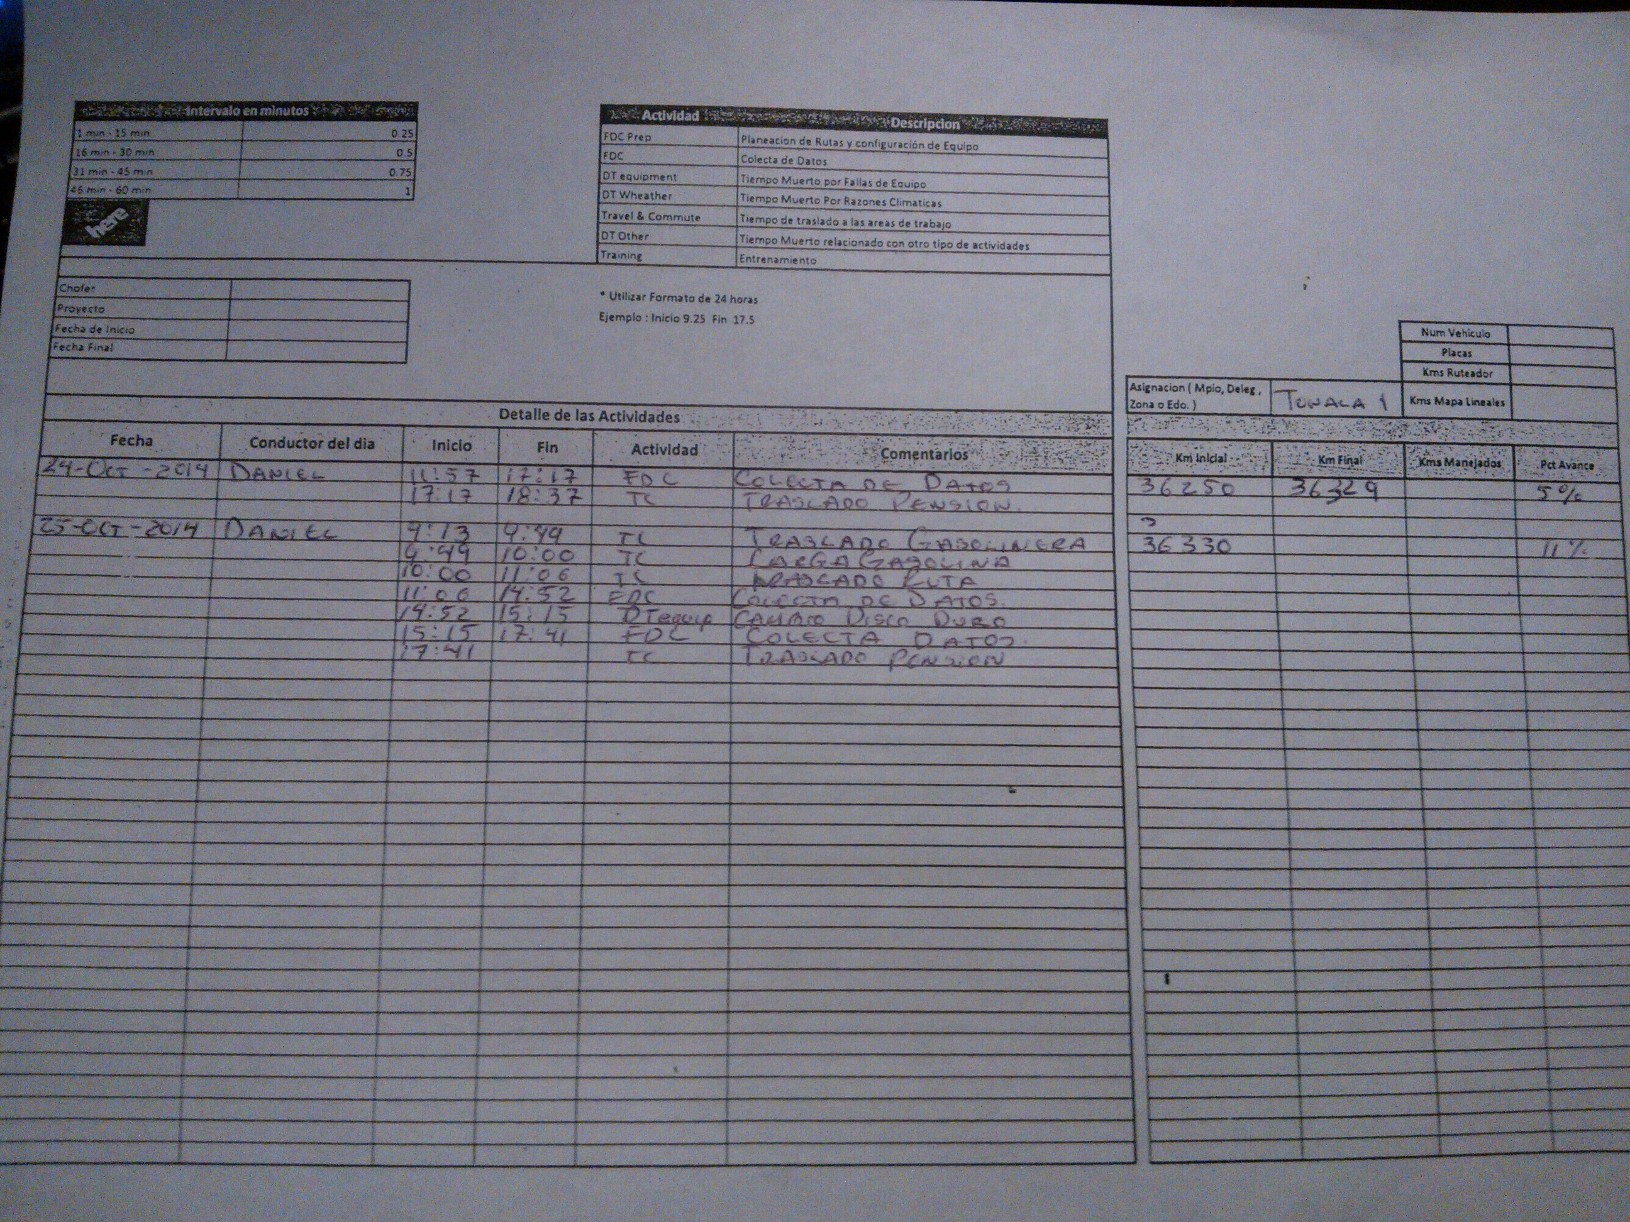 Intervalo en minutos
1 min - 15 min 0.25
16 min - 30 min 0.5
31 min - 45 min 0.75
46 min - 60 min 1
here
Actividad Descripcion
FDC Prep Planeacion de Rutas y configuración de Equipo
FDC Colecta de Datos
DT equipment Tiempo Muerto por Fallas de Equipo
DT Wheather Tiempo Muerto Por Razones Climaticas
Travel & Commute Tiempo de traslado a las areas de trabajo
DT Other Tiempo Muerto relacionado con otro tipo de actividades
Training Entrenamiento
Chofer
Proyecto
Fecha de Inicio
Fecha Final
* Utilizar Formato de 24 horas
Ejemplo : Inicio 9.25 Fin 17.5
Num Vehículo
Placas
Kms Ruteador
Kms Mapa Lineales
Asignacion ( Mpio, Deleg ,
Zona o Edo. ) TONALA 1
Detalle de las Actividades
Fecha Conductor del dia Inicio Fin Actividad Comentarios Km Inicial Km Final Kms Manejados Pct Avance
24-Oct-2014 DANIEL 11:57 17:17 FDC COLECTA DE DATOS 36250 36329 5%
17:17 18:37 TC TRASCADO PENSION.
25-OCT-2014 DANIEL 9:13 9:49 TC TRASCADO GASOLINERA 36330 11%
9:49 10:00 TC CARGA GASOLINA
10:00 11:06 TC TRASCADO RUTA
11:06 14:52 FDC COLECTA DE DATOS.
14:52 15:15 DTequip CAMBIO DISCO DURO
15:15 17:41 FDC COLECTA DATOS.
17:41 TC TRASCADO PENSION